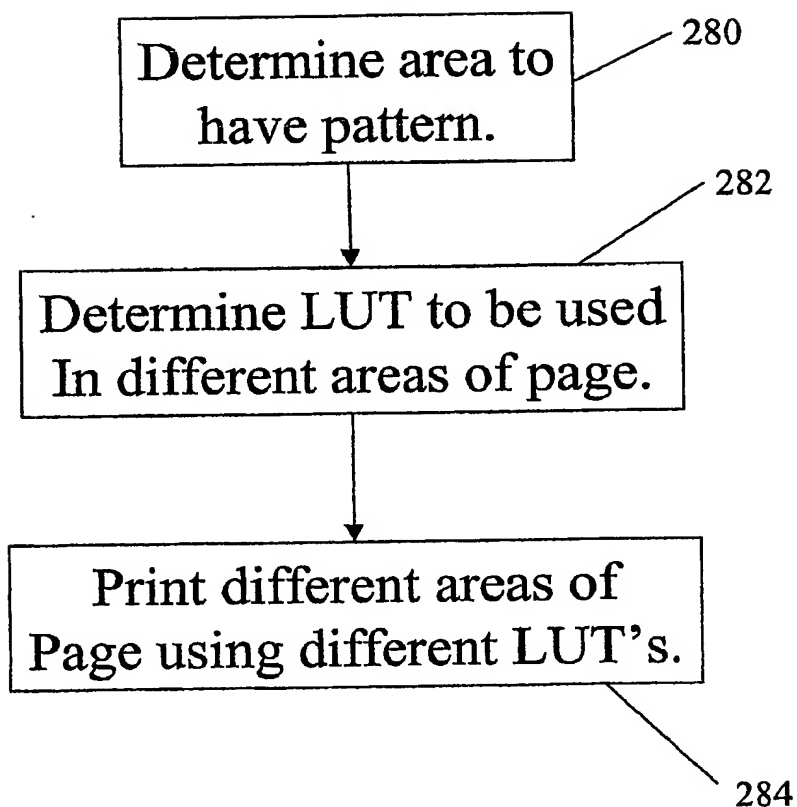 280
Determine area to
have pattern.
282
Determine LUT to be used
In different areas of page.
Print different areas of
Page using different LUT's.
284